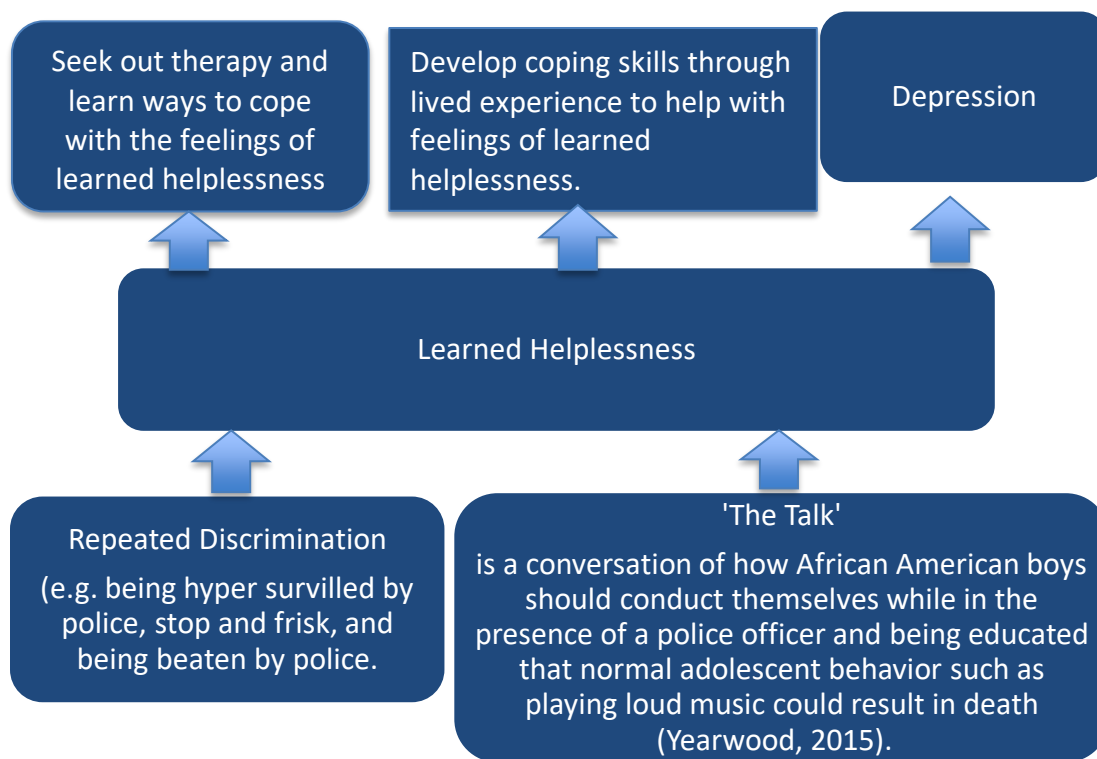 Seek out therapy and
learn ways to cope
with the feelings of
learned helplessness
Develop coping skills through
lived experience to help with
feelings of learned
helplessness.
Depression
Learned Helplessness
Repeated Discrimination
(e.g. being hyper survilled by
police, stop and frisk, and
being beaten by police.
'The Talk'
is a conversation of how African American boys
should conduct themselves while in the
presence of a police officer and being educated
that normal adolescent behavior such as
playing loud music could result in death
(Yearwood, 2015).